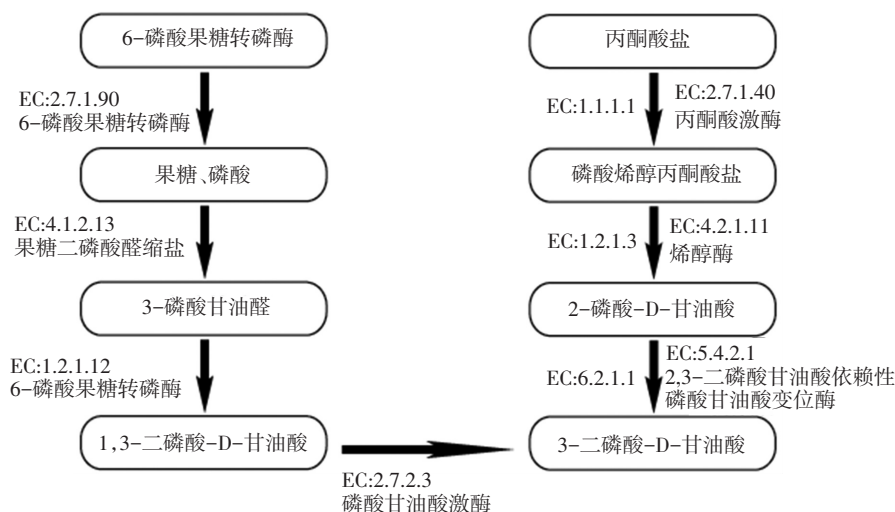 6-磷酸果糖转磷酶
EC:2.7.1.90
6-磷酸果糖转磷酶
果糖、磷酸
EC:4.1.2.13
果糖二磷酸醛缩盐
3-磷酸甘油醛
EC:1.2.1.12
6-磷酸果糖转磷酶
1,3-二磷酸-D-甘油酸
EC:2.7.2.3
磷酸甘油酸激酶
丙酮酸盐
EC:1.1.1.1
EC:2.7.1.40
丙酮酸激酶
磷酸烯醇丙酮酸盐
EC:1.2.1.3
EC:4.2.1.11
烯醇酶
2-磷酸-D-甘油酸
EC:6.2.1.1
EC:5.4.2.1
2,3-二磷酸甘油酸依赖性
磷酸甘油酸变位酶
3-二磷酸-D-甘油酸